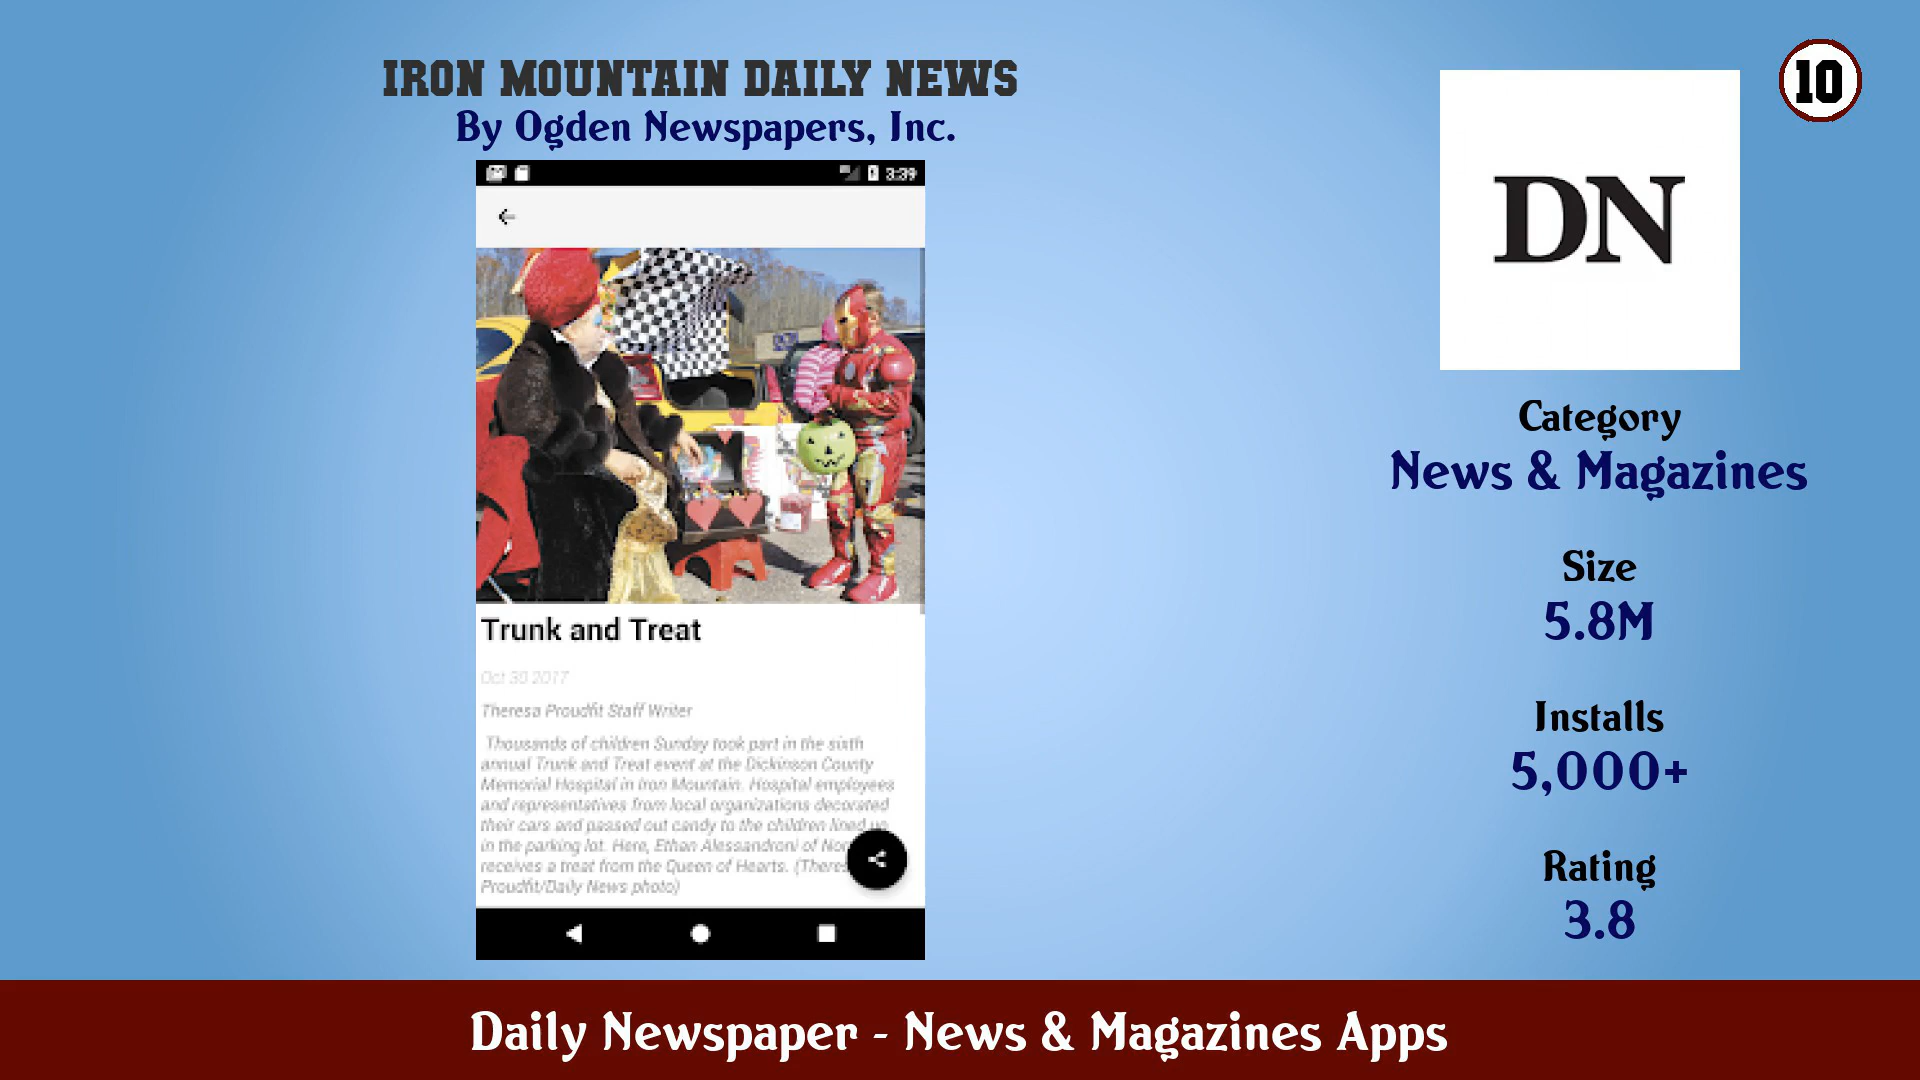 IRON MOUNTAIN DAILY NEWS
By Ogden Newspapers, Inc.
10
3:39
DN
Trunk and Treat
Oct 30 2017
Theresa Proudfit Staff Writer
Thousands of children Sunday took part in the sixth
annual Trunk and Treat event at the Dickinson County
Memorial Hospital in Iron Mountain. Hospital employees
and representatives from local organizations decorated
their cars and passed out candy to the children lined up
in the parking lot. Here, Ethan Alessandroni of
receives a treat from the Queen of Hearts.
Proudfit/Daily News photo)
Category
News & Magazines
Size
5.8M
Installs
5,000+
Rating
3.8
Daily Newspaper - News & Magazines Apps